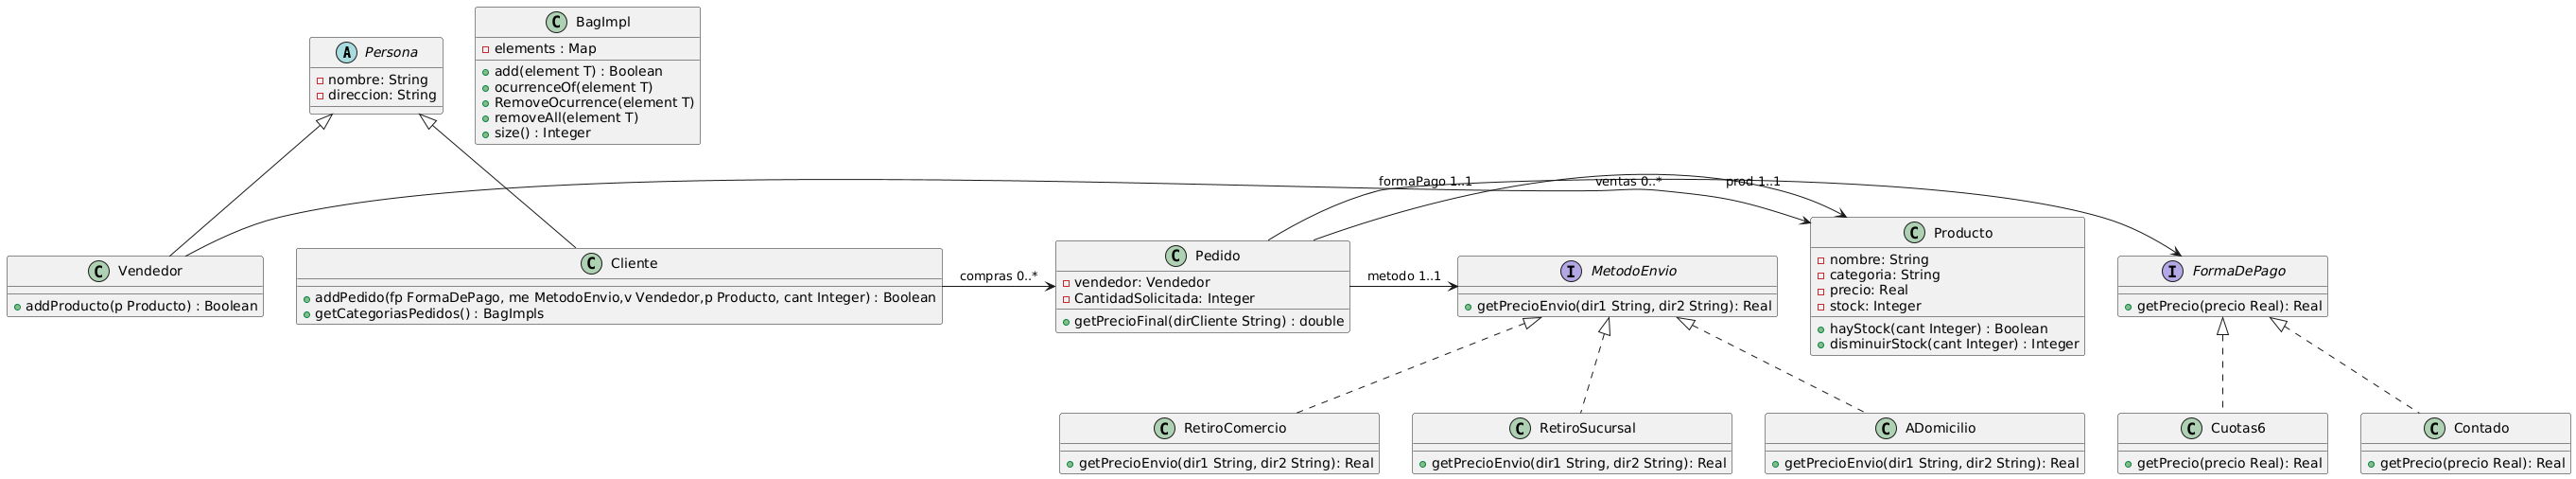 BagImpl
elements : Map
add(element T) : Boolean
ocurrenceOf(element T)
RemoveOcurrence(element T)
removeAll(element T)
size() : Integer
A
Persona
nombre: String
direccion: String
formaPago 1..1
ventas 0..*
prod 1..1
C
Vendedor
addProducto(p Producto) : Boolean
C
Cliente
addPedido(fp FormaDePago, me MetodoEnvio,v Vendedor,p Producto, cant Integer) : Boolean
getCategoriasPedidos() : BagImpls
compras 0..*
C
Pedido
vendedor: Vendedor
CantidadSolicitada: Integer
getPrecioFinal(dirCliente String) : double
metodo 1..1
I
MetodoEnvio
getPrecioEnvio(dir1 String, dir2 String): Real
C
Producto
nombre: String
categoria: String
precio: Real
stock: Integer
hayStock(cant Integer) : Boolean
disminuirStock(cant Integer) : Integer
I
FormaDePago
getPrecio(precio Real): Real
C
RetiroComercio
getPrecioEnvio(dir1 String, dir2 String): Real
C
RetiroSucursal
getPrecioEnvio(dir1 String, dir2 String): Real
C
ADomicilio
getPrecioEnvio(dir1 String, dir2 String): Real
C
Cuotas6
getPrecio(precio Real): Real
C
Contado
getPrecio(precio Real): Real